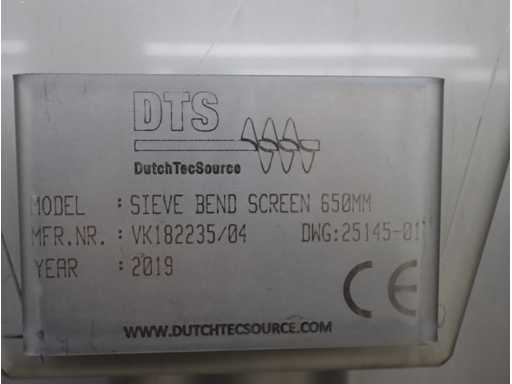 DTS
DutchTecSource
MODEL : SIEVE BEND SCREEN 650MM
MFR.NR. : VK182235/04 DWG:25145-01
YEAR : 2019
CE
WWW.DUTCHTECSOURCE.COM